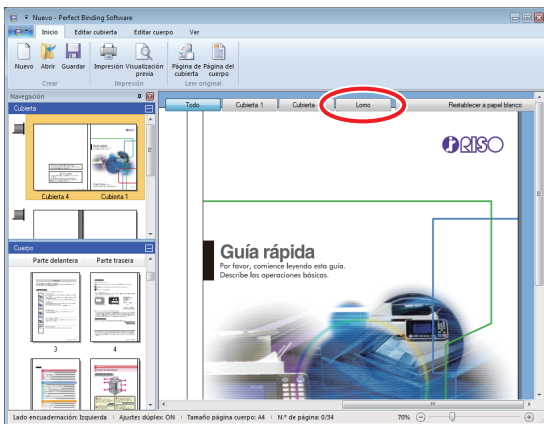 Nuevo - Perfect Binding Software
Inicio Editar cubierta Editar cuerpo Ver
Nuevo Abrir Guardar Impresión Visualización previa Página de cubierta Página del cuerpo
Crear Impresión Leer original
Navegación
Cubierta
Cubierta 4 Cubierta 1
Cuerpo
Parte delantera Parte trasera
3 4
Todo Cubierta 1 Cubierta Lomo Restablecer a papel blanco
RISO
Guía rápida
Por favor, comience leyendo esta guía.
Describe las operaciones básicas.
Lado encuadernación: Izquierda Ajustes dúplex: ON Tamaño página cuerpo: A4 N.º de página: 0/34 70%